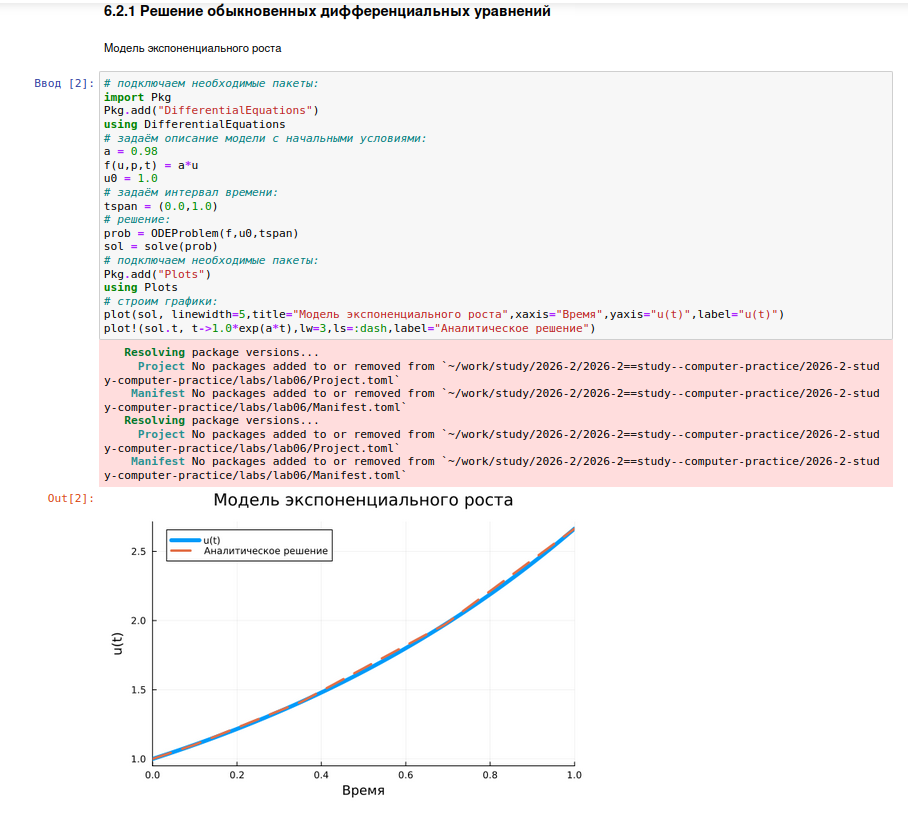 6.2.1 Решение обыкновенных дифференциальных уравнений
Модель экспоненциального роста
Ввод [2]:
# подключаем необходимые пакеты:
import Pkg
Pkg.add("DifferentialEquations")
using DifferentialEquations
# задаём описание модели с начальными условиями:
a = 0.98
f(u,p,t) = a*u
u0 = 1.0
# задаём интервал времени:
tspan = (0.0,1.0)
# решение:
prob = ODEProblem(f,u0,tspan)
sol = solve(prob)
# подключаем необходимые пакеты:
Pkg.add("Plots")
using Plots
# строим графики:
plot(sol, linewidth=5,title="Модель экспоненциального роста",xaxis="Время",yaxis="u(t)",label="u(t)")
plot!(sol.t, t->1.0*exp(a*t),lw=3,ls=:dash,label="Аналитическое решение")
Resolving package versions...
Project No packages added to or removed from `~/work/study/2026-2/2026-2==study--computer-practice/2026-2-stud
y-computer-practice/labs/lab06/Project.toml`
Manifest No packages added to or removed from `~/work/study/2026-2/2026-2==study--computer-practice/2026-2-stud
y-computer-practice/labs/lab06/Manifest.toml`
Resolving package versions...
Project No packages added to or removed from `~/work/study/2026-2/2026-2==study--computer-practice/2026-2-stud
y-computer-practice/labs/lab06/Project.toml`
Manifest No packages added to or removed from `~/work/study/2026-2/2026-2==study--computer-practice/2026-2-stud
y-computer-practice/labs/lab06/Manifest.toml`
Out[2]:
Модель экспоненциального роста
u(t)
Аналитическое решение
2.5
2.0
1.5
1.0
u(t)
0.0 0.2 0.4 0.6 0.8 1.0
Время